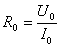 R₀ = U₀ / I₀